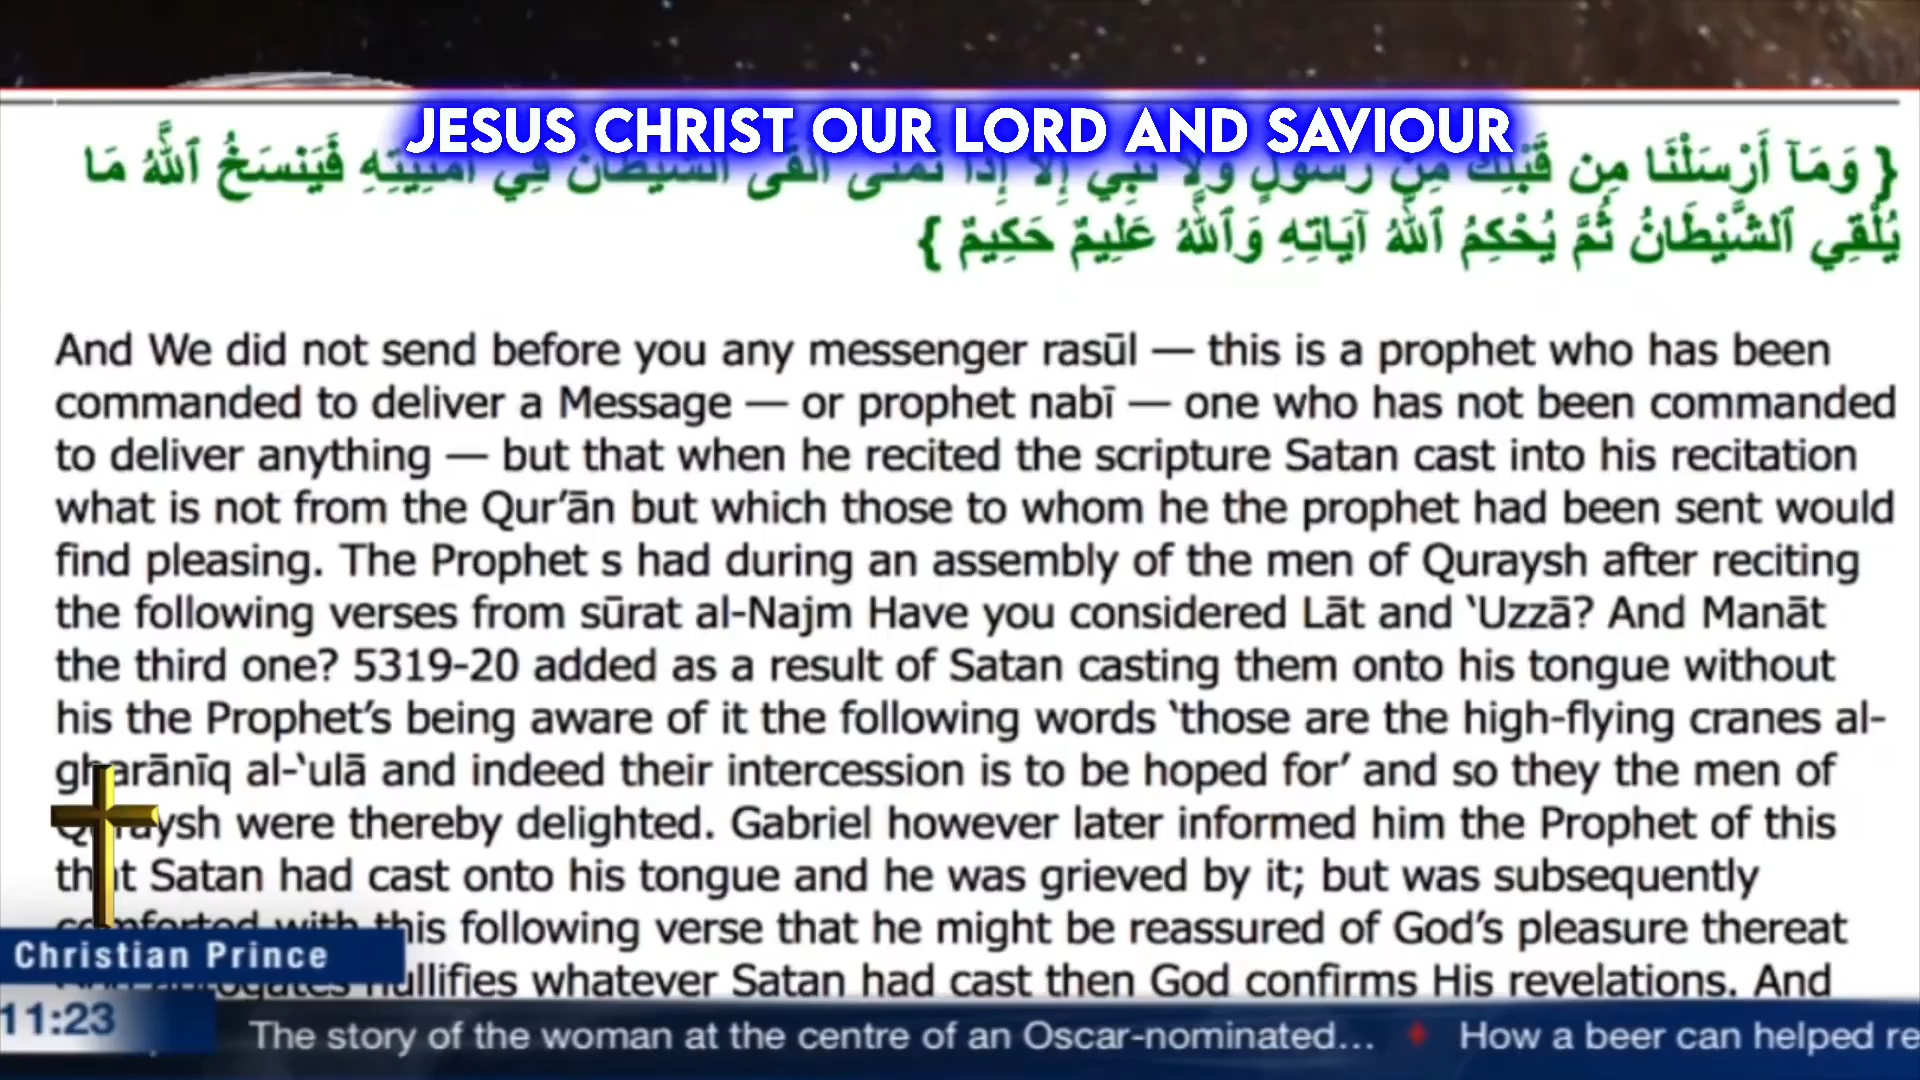 JESUS CHRIST OUR LORD AND SAVIOUR
{ وَمَآ أَرْسَلْنَا مِن قَبْلِكَ مِن رَّسُولٍ وَلاَ نَبِيٍّ إِلاَّ إِذَا تَمَنَّىٰ أَلْقَى ٱلشَّيْطَانُ فِيۤ أُمْنِيَّتِهِ فَيَنسَخُ ٱللَّهُ مَا
يُلْقِي ٱلشَّيْطَانُ ثُمَّ يُحْكِمُ ٱللَّهُ آيَاتِهِ وَٱللَّهُ عَلِيمٌ حَكِيمٌ }
And We did not send before you any messenger rasūl — this is a prophet who has been
commanded to deliver a Message — or prophet nabī — one who has not been commanded
to deliver anything — but that when he recited the scripture Satan cast into his recitation
what is not from the Qur’ān but which those to whom he the prophet had been sent would
find pleasing. The Prophet s had during an assembly of the men of Quraysh after reciting
the following verses from sūrat al-Najm Have you considered Lāt and ‘Uzzā? And Manāt
the third one? 5319-20 added as a result of Satan casting them onto his tongue without
his the Prophet’s being aware of it the following words ‘those are the high-flying cranes al-
gharānīq al-‘ulā and indeed their intercession is to be hoped for’ and so they the men of
Quraysh were thereby delighted. Gabriel however later informed him the Prophet of this
that Satan had cast onto his tongue and he was grieved by it; but was subsequently
comforted with this following verse that he might be reassured of God’s pleasure thereat
nullifies whatever Satan had cast then God confirms His revelations. And
Christian Prince
11:23
The story of the woman at the centre of an Oscar-nominated... ♦ How a beer can helped re